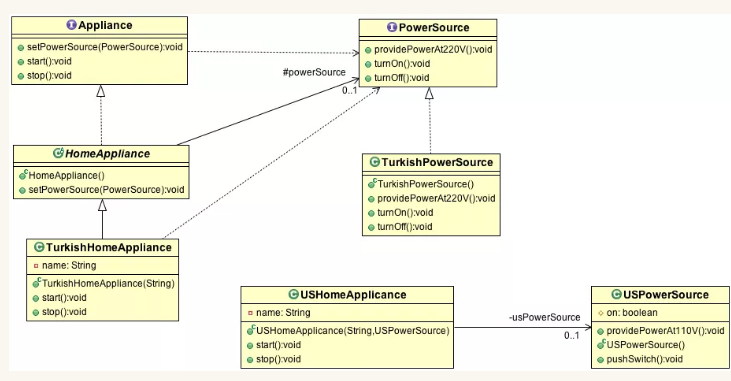 Appliance
setPowerSource(PowerSource):void
start():void
stop():void
PowerSource
providePowerAt220V():void
turnOn():void
turnOff():void
#powerSource
0..1
HomeAppliance
HomeAppliance()
setPowerSource(PowerSource):void
TurkishPowerSource
TurkishPowerSource()
providePowerAt220V():void
turnOn():void
turnOff():void
TurkishHomeAppliance
name: String
TurkishHomeAppliance(String)
start():void
stop():void
USHomeApplicance
name: String
USHomeApplicance(String,USPowerSource)
start():void
stop():void
-usPowerSource
0..1
USPowerSource
on: boolean
providePowerAt110V():void
USPowerSource()
pushSwitch():void